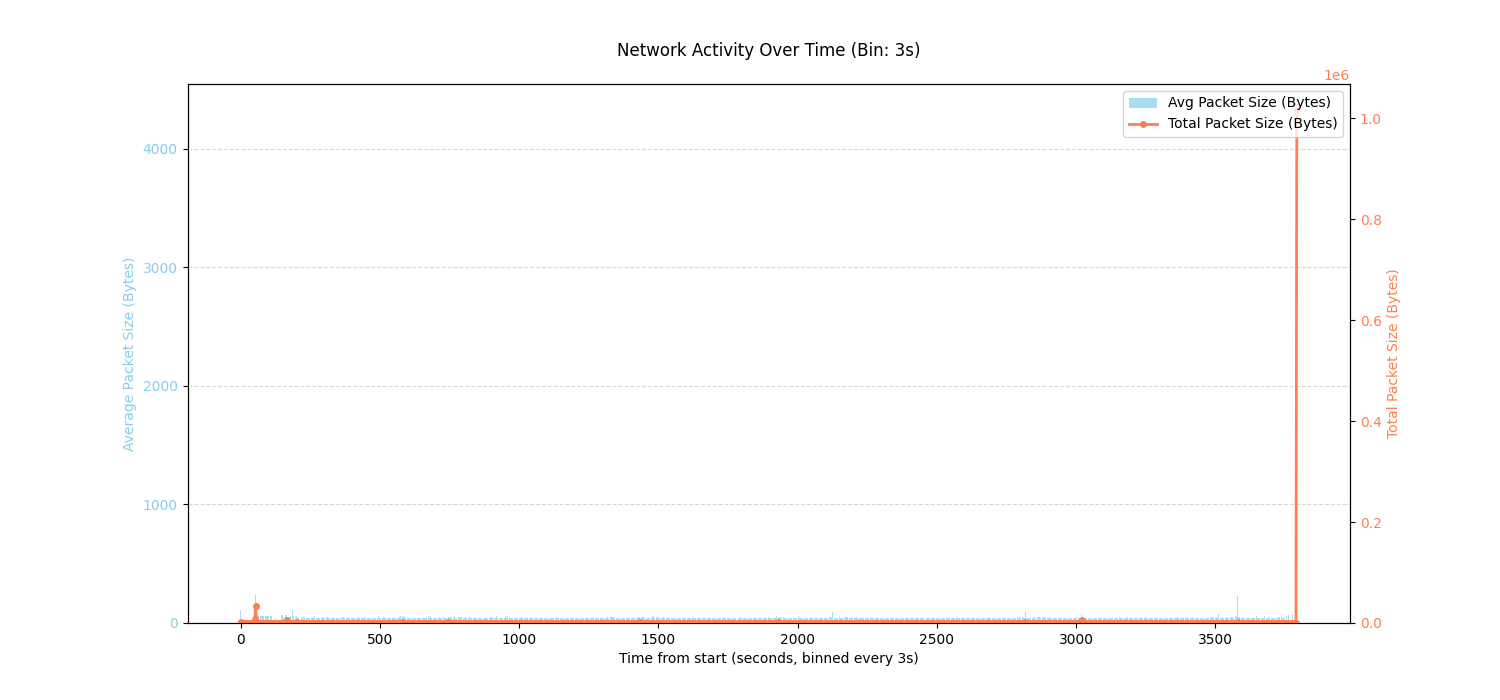 Network Activity Over Time (Bin: 3s)
1e6
Avg Packet Size (Bytes)
Total Packet Size (Bytes)
4000
3000
2000
1000
0
Average Packet Size (Bytes)
1.0
0.8
0.6
0.4
0.2
0.0
Total Packet Size (Bytes)
0 500 1000 1500 2000 2500 3000 3500
Time from start (seconds, binned every 3s)